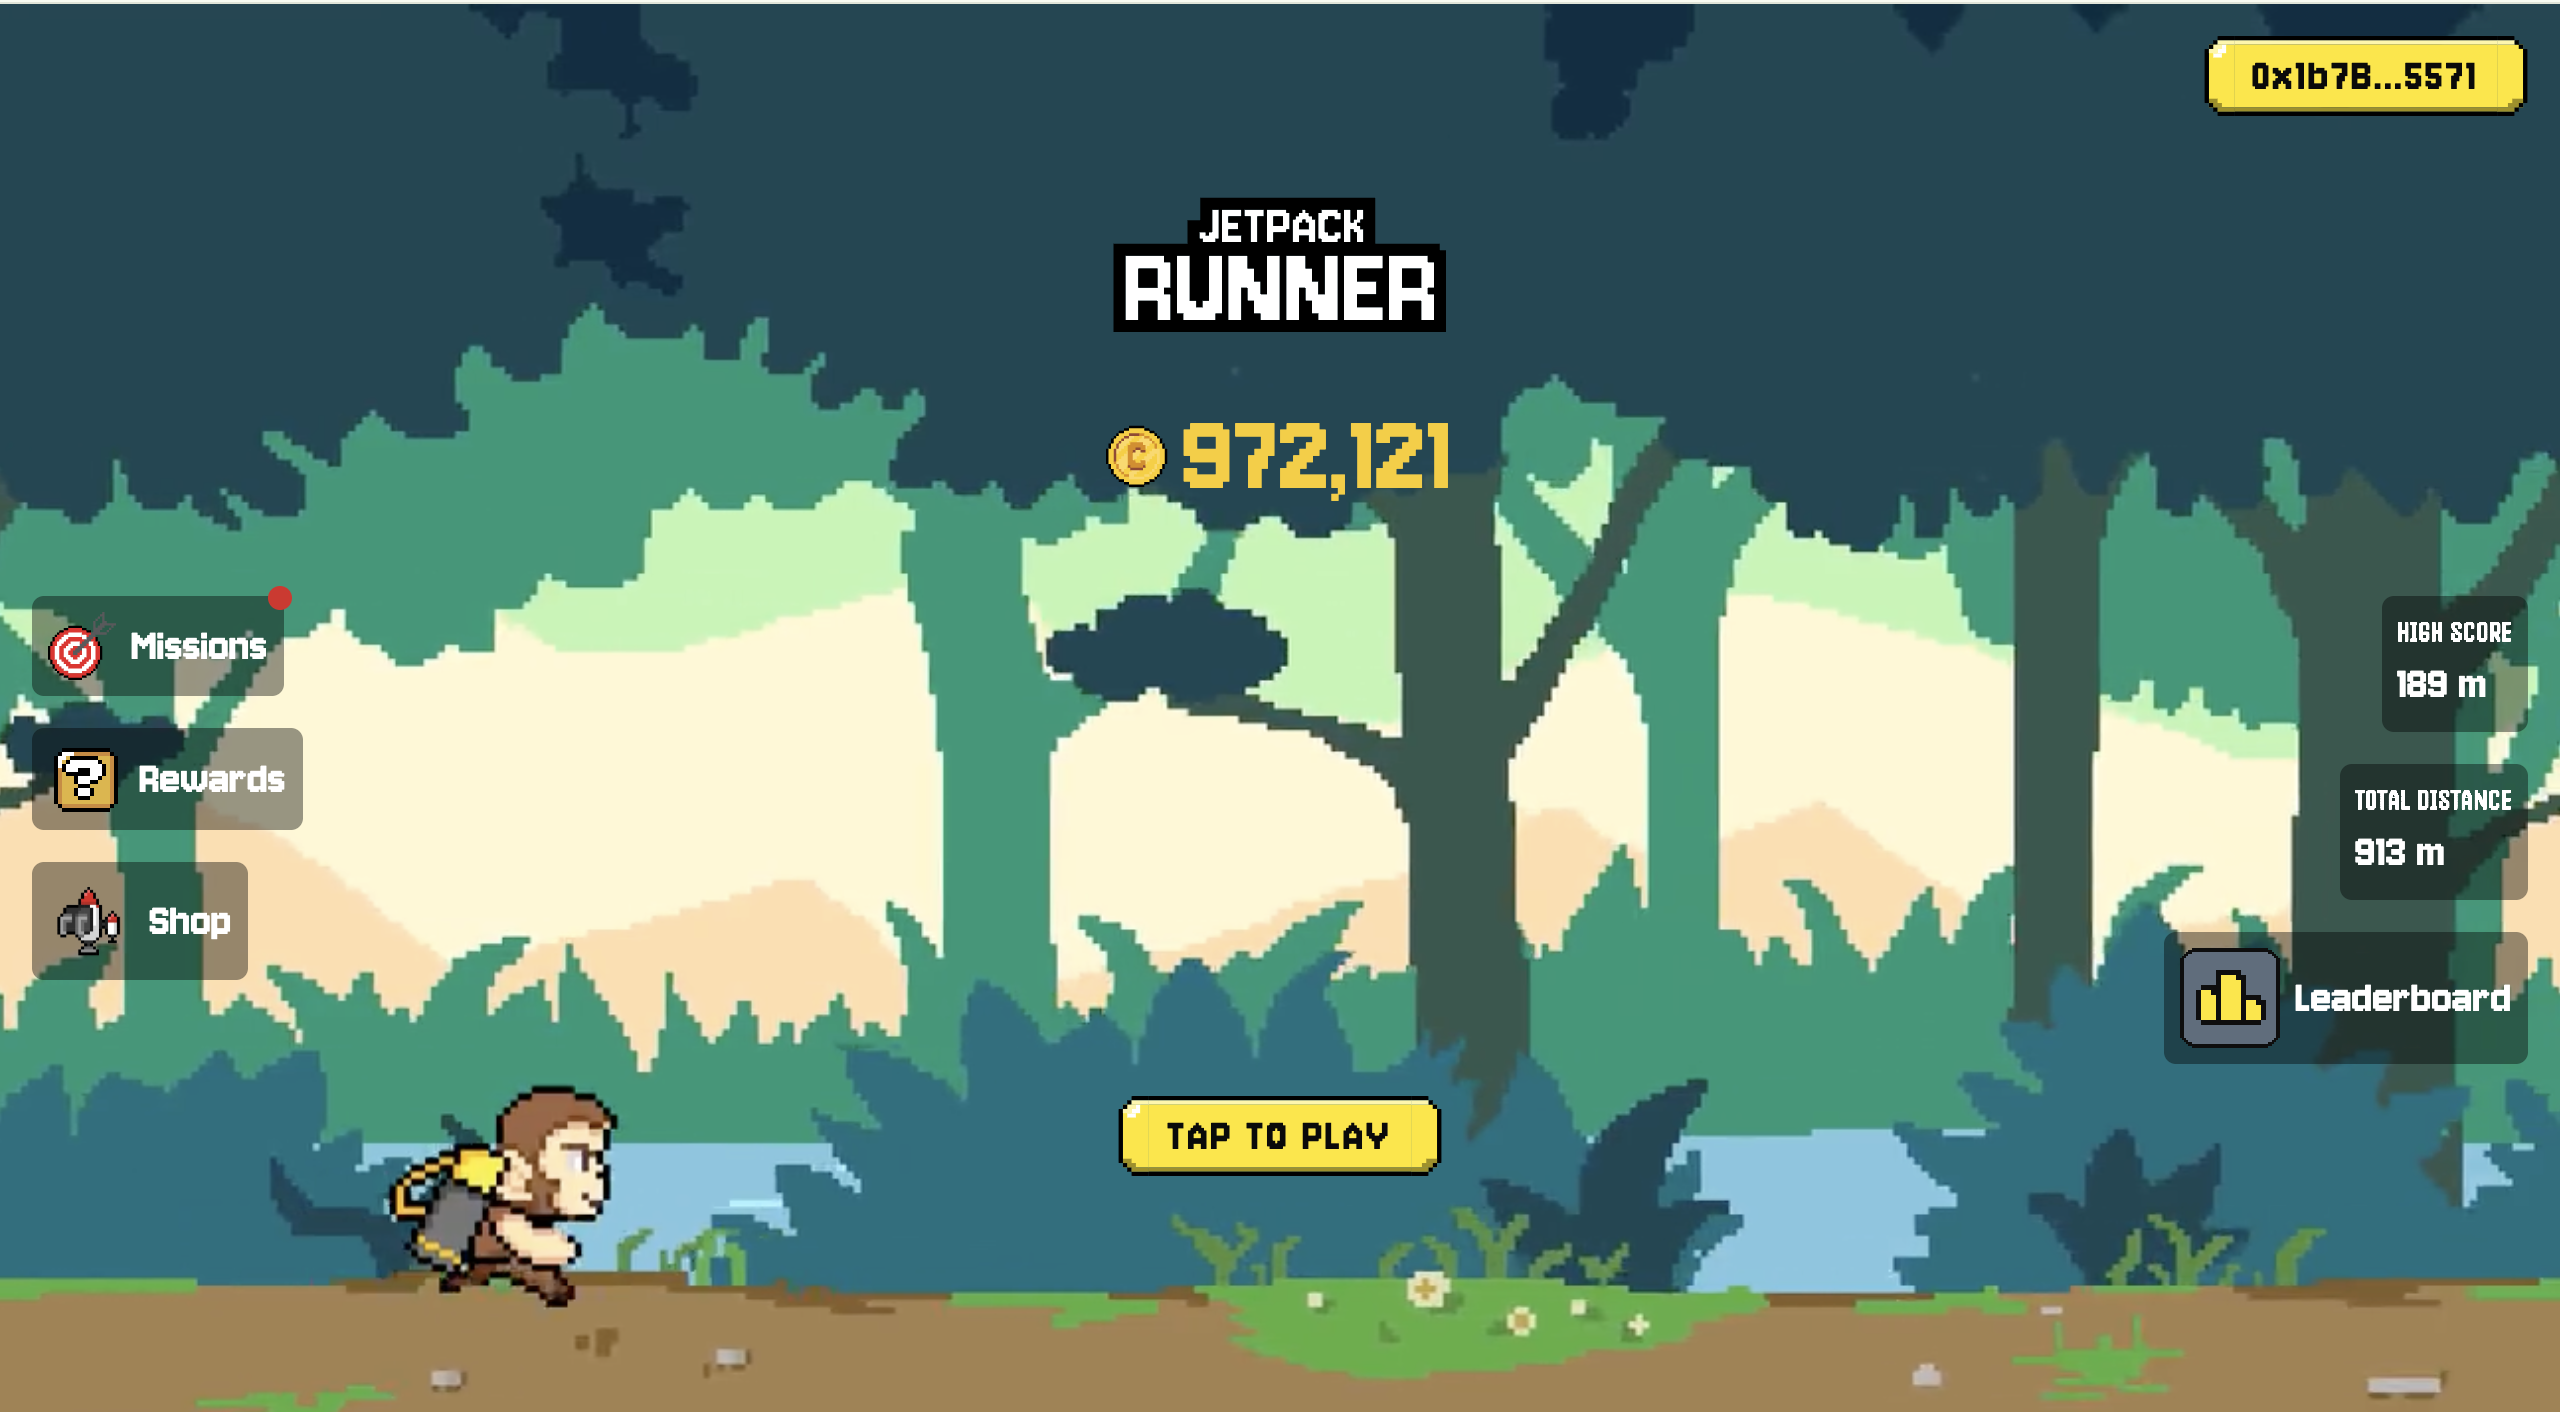 0x1b7B...5571
JETPACK
RUNNER
972,121
Missions
Rewards
Shop
HIGH SCORE
189 m
TOTAL DISTANCE
913 m
Leaderboard
TAP TO PLAY